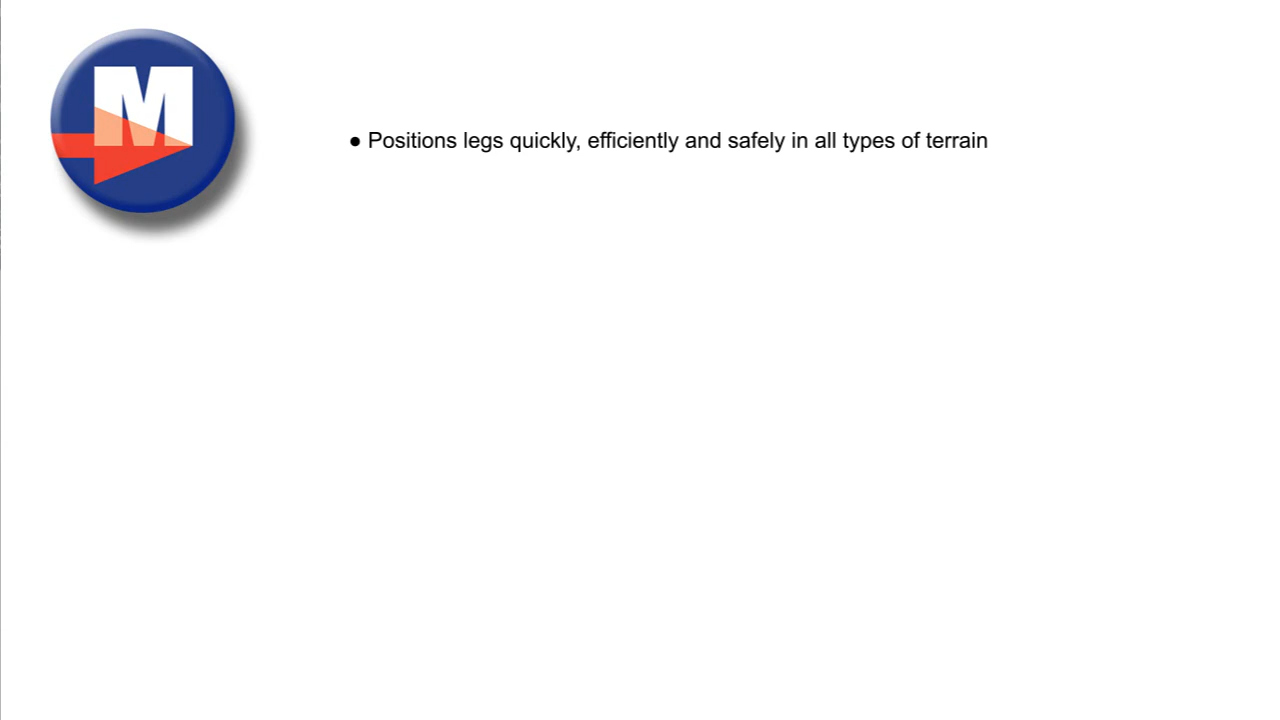 M
● Positions legs quickly, efficiently and safely in all types of terrain